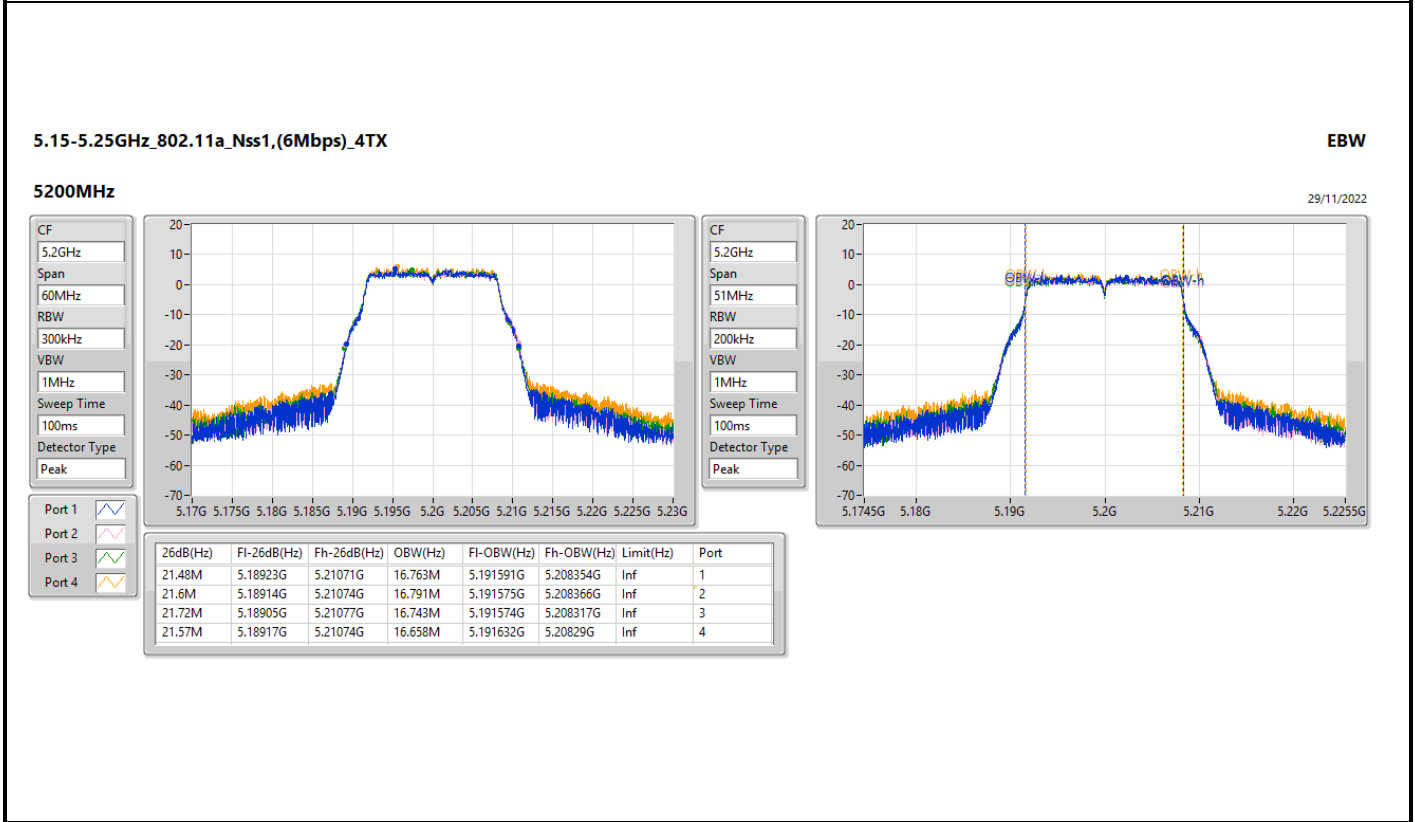 5.15-5.25GHz_802.11a_Nss1,(6Mbps)_4TX
EBW
5200MHz
29/11/2022
CF
5.2GHz
Span
60MHz
RBW
300kHz
VBW
1MHz
Sweep Time
100ms
Detector Type
Peak
20
10
0
-10
-20
-30
-40
-50
-60
-70
5.17G 5.175G 5.18G 5.185G 5.19G 5.195G 5.2G 5.205G 5.21G 5.215G 5.22G 5.225G 5.23G
CF
5.2GHz
Span
51MHz
RBW
200kHz
VBW
1MHz
Sweep Time
100ms
Detector Type
Peak
20
10
0
-10
-20
-30
-40
-50
-60
-70
OBW-h
5.1745G 5.18G 5.19G 5.2G 5.21G 5.22G 5.2255G
Port 1
Port 2
Port 3
Port 4
26dB(Hz) Fl-26dB(Hz) Fh-26dB(Hz) OBW(Hz) Fl-OBW(Hz) Fh-OBW(Hz) Limit(Hz) Port
21.48M 5.18923G 5.21071G 16.763M 5.191591G 5.208354G Inf 1
21.6M 5.18914G 5.21074G 16.791M 5.191575G 5.208366G Inf 2
21.72M 5.18905G 5.21077G 16.743M 5.191574G 5.208317G Inf 3
21.57M 5.18917G 5.21074G 16.658M 5.191632G 5.20829G Inf 4